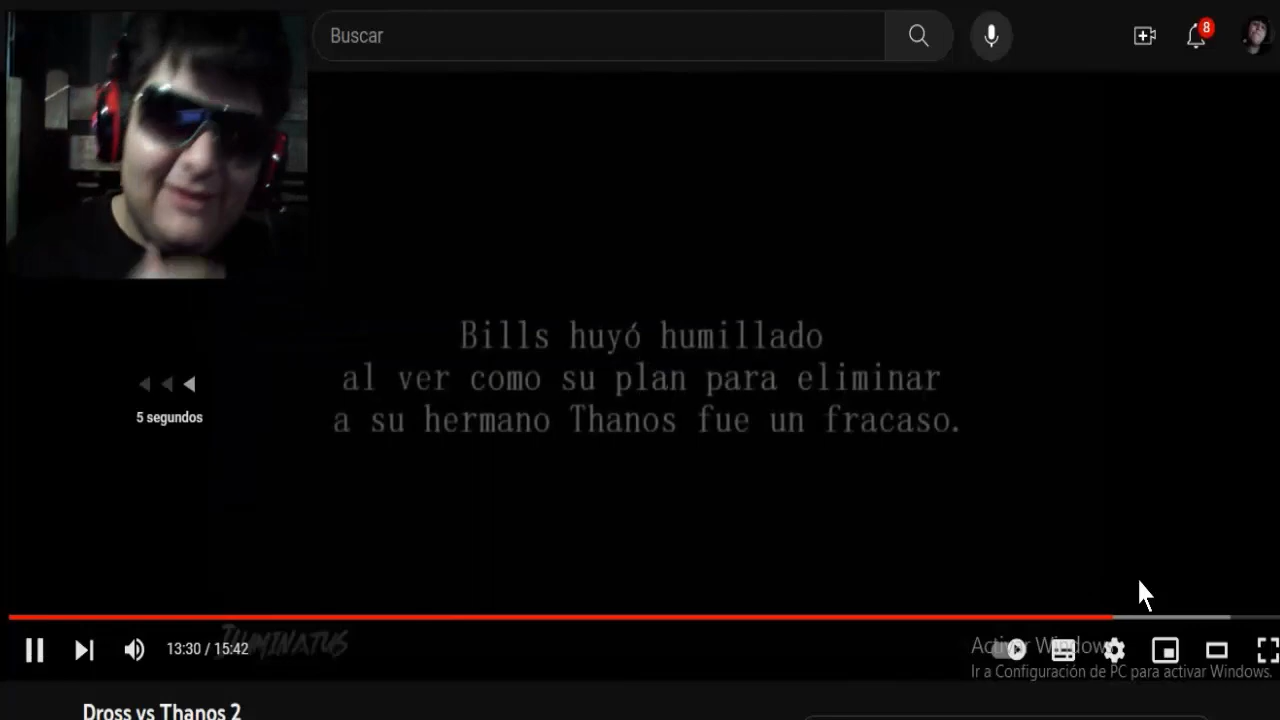 Buscar
8
Bills huyó humillado
al ver como su plan para eliminar
a su hermano Thanos fue un fracaso.
5 segundos
ILUMINATUS
13:30 / 15:42
Activar Windows
Ir a Configuración de PC para activar Windows.
Dross vs Thanos 2